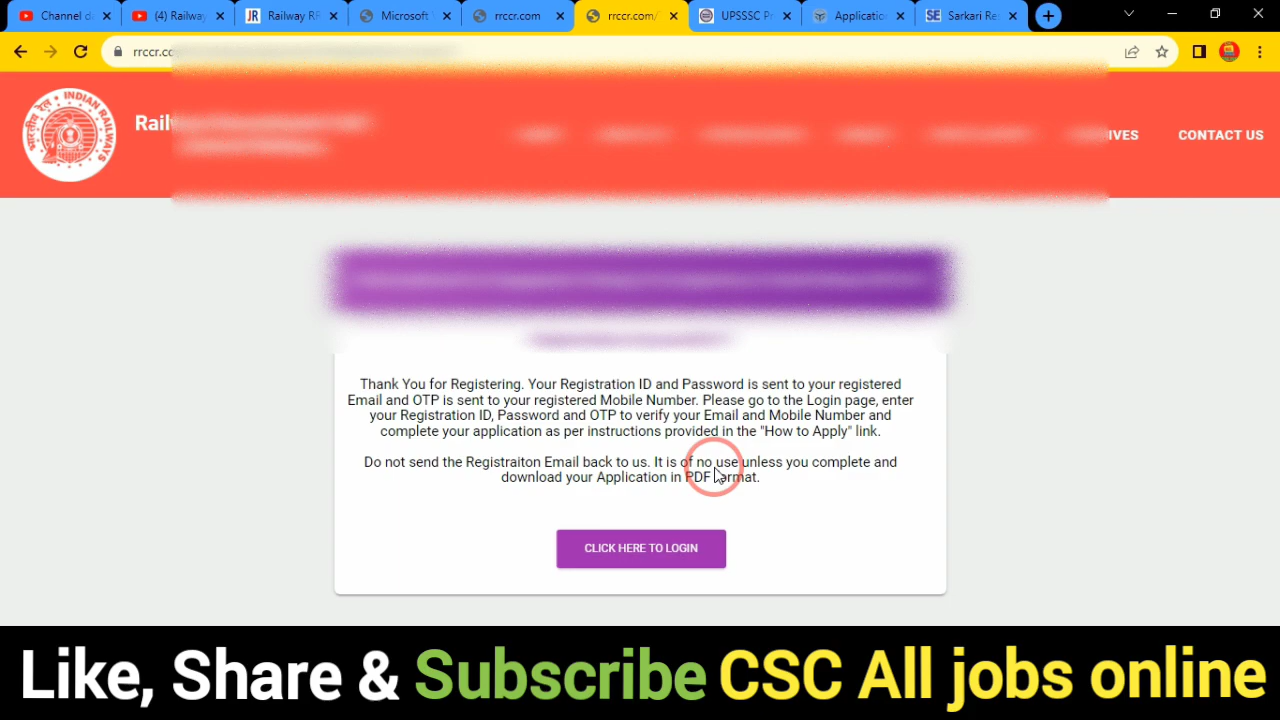 Channel da
(4) Railway
Railway RR
Microsoft
rrccr.com
rrccr.com/
UPSSSC Pr
Application
Sarkari Res
rrccr.co
INDIAN RAILWAYS
भारतीय रेल
Rail
IVES
CONTACT US
Thank You for Registering. Your Registration ID and Password is sent to your registered
Email and OTP is sent to your registered Mobile Number. Please go to the Login page, enter
your Registration ID, Password and OTP to verify your Email and Mobile Number and
complete your application as per instructions provided in the "How to Apply" link.
Do not send the Registraiton Email back to us. It is of no use unless you complete and
download your Application in PDF format.
CLICK HERE TO LOGIN
Like, Share & Subscribe CSC All jobs online